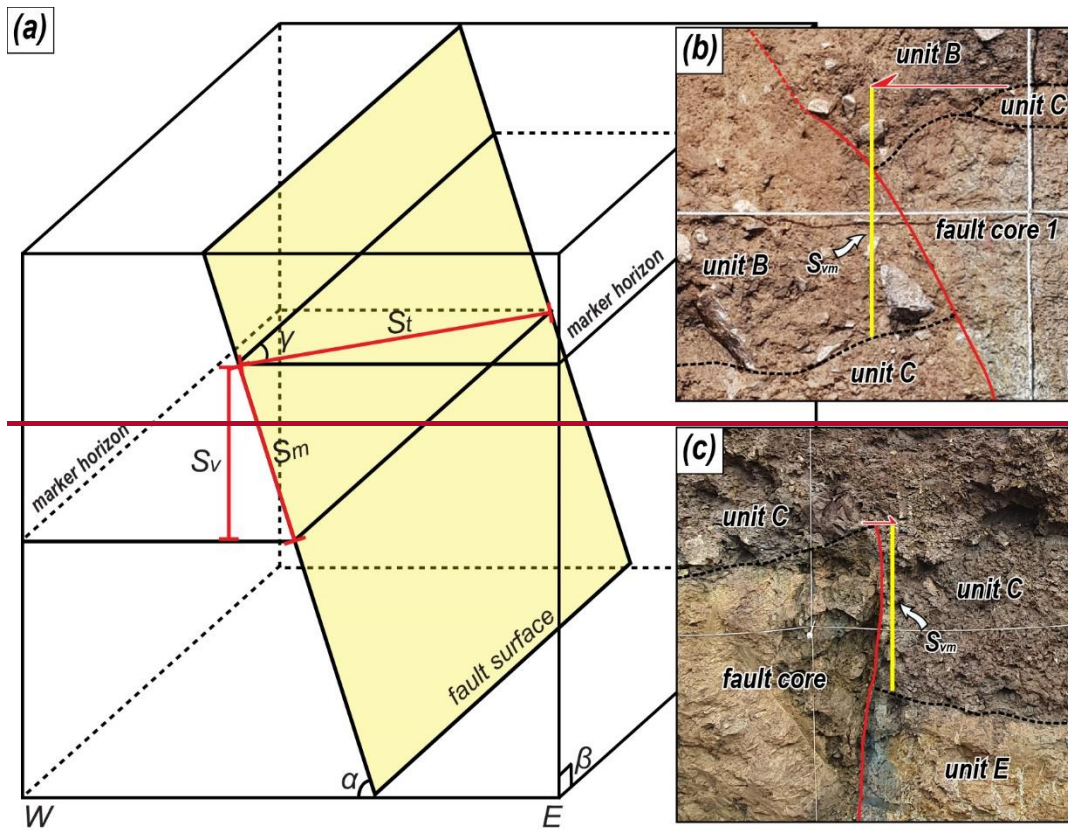 (a)
marker horizon
Sv
Sm
St
γ
marker horizon
fault surface
α
β
W
E
(b)
unit B
unit C
fault core 1
unit B
Svm
unit C
(c)
unit C
unit C
Svm
fault core
unit E